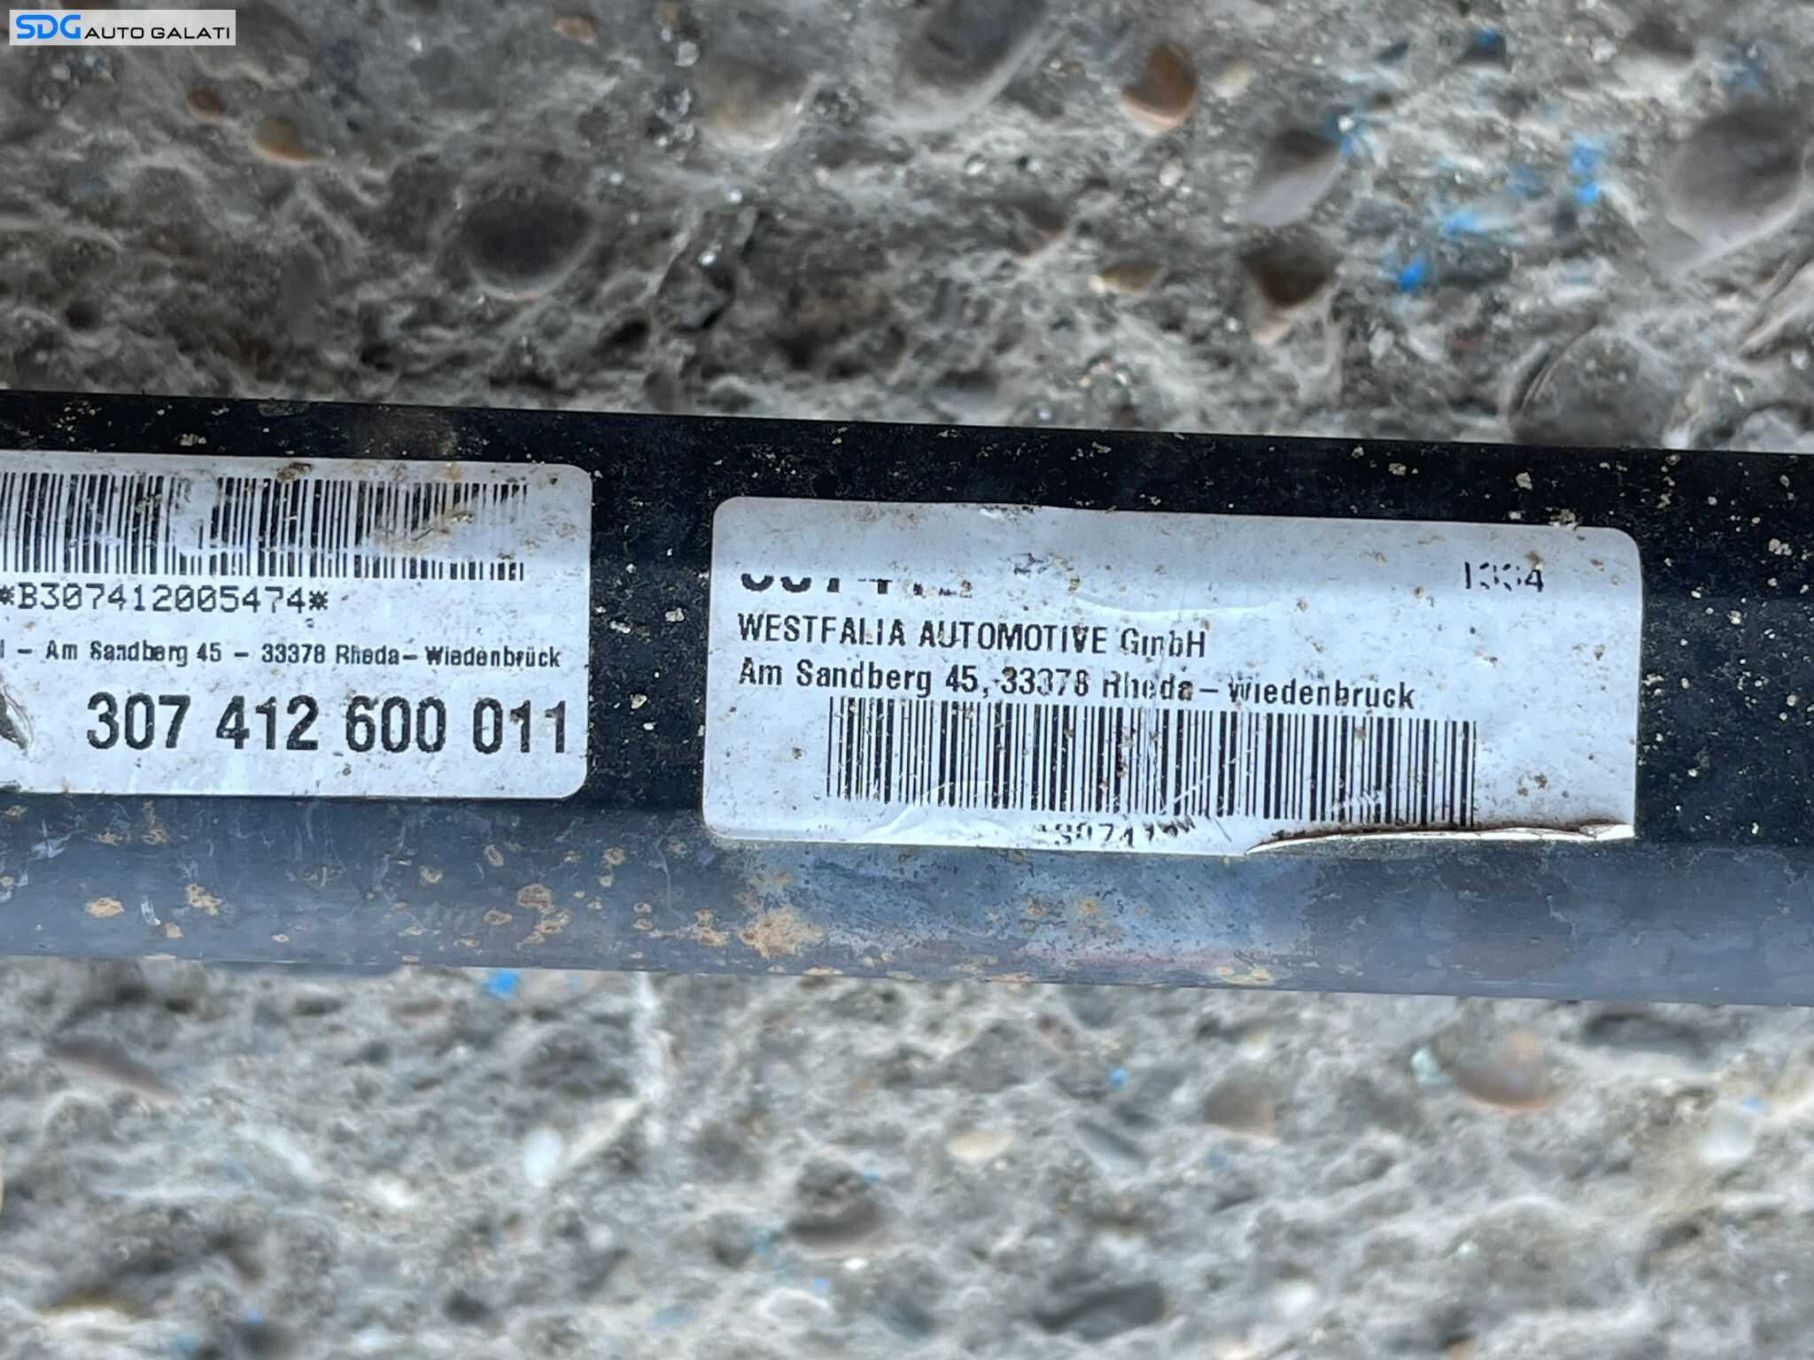 SDG AUTO GALATI
*B307412005474*
- Am Sandberg 45 - 33378 Rheda-Wiedenbrück
307 412 600 011
WESTFALIA AUTOMOTIVE GmbH
Am Sandberg 45, 33378 Rheda-Wiedenbrück